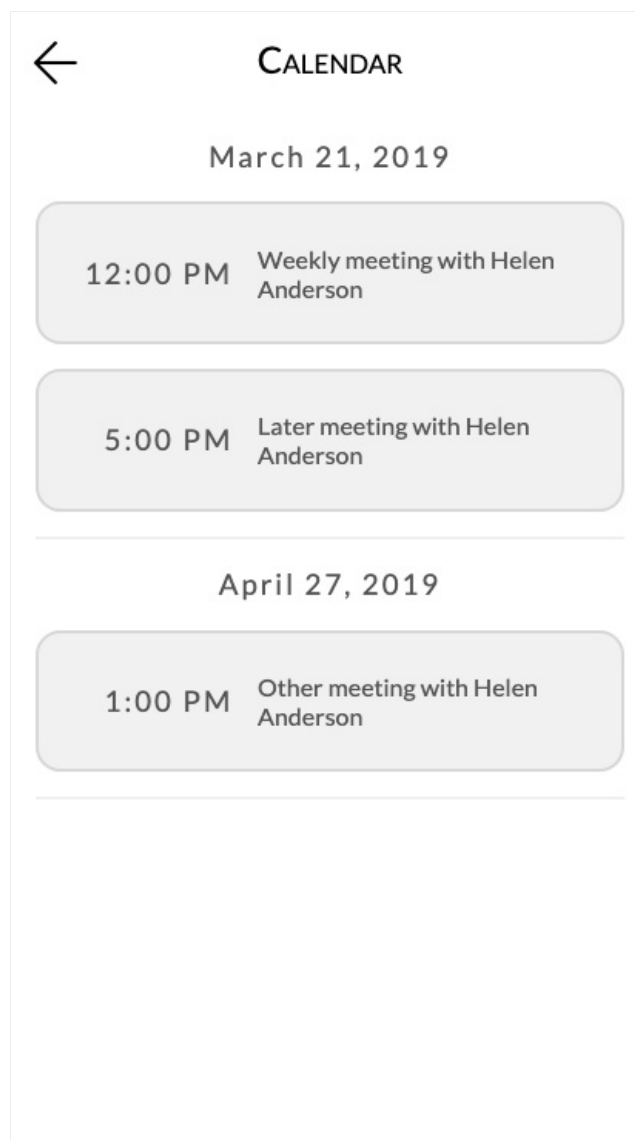 CALENDAR
March 21, 2019
12:00 PM
Weekly meeting with Helen
Anderson
5:00 PM
Later meeting with Helen
Anderson
April 27, 2019
1:00 PM
Other meeting with Helen
Anderson